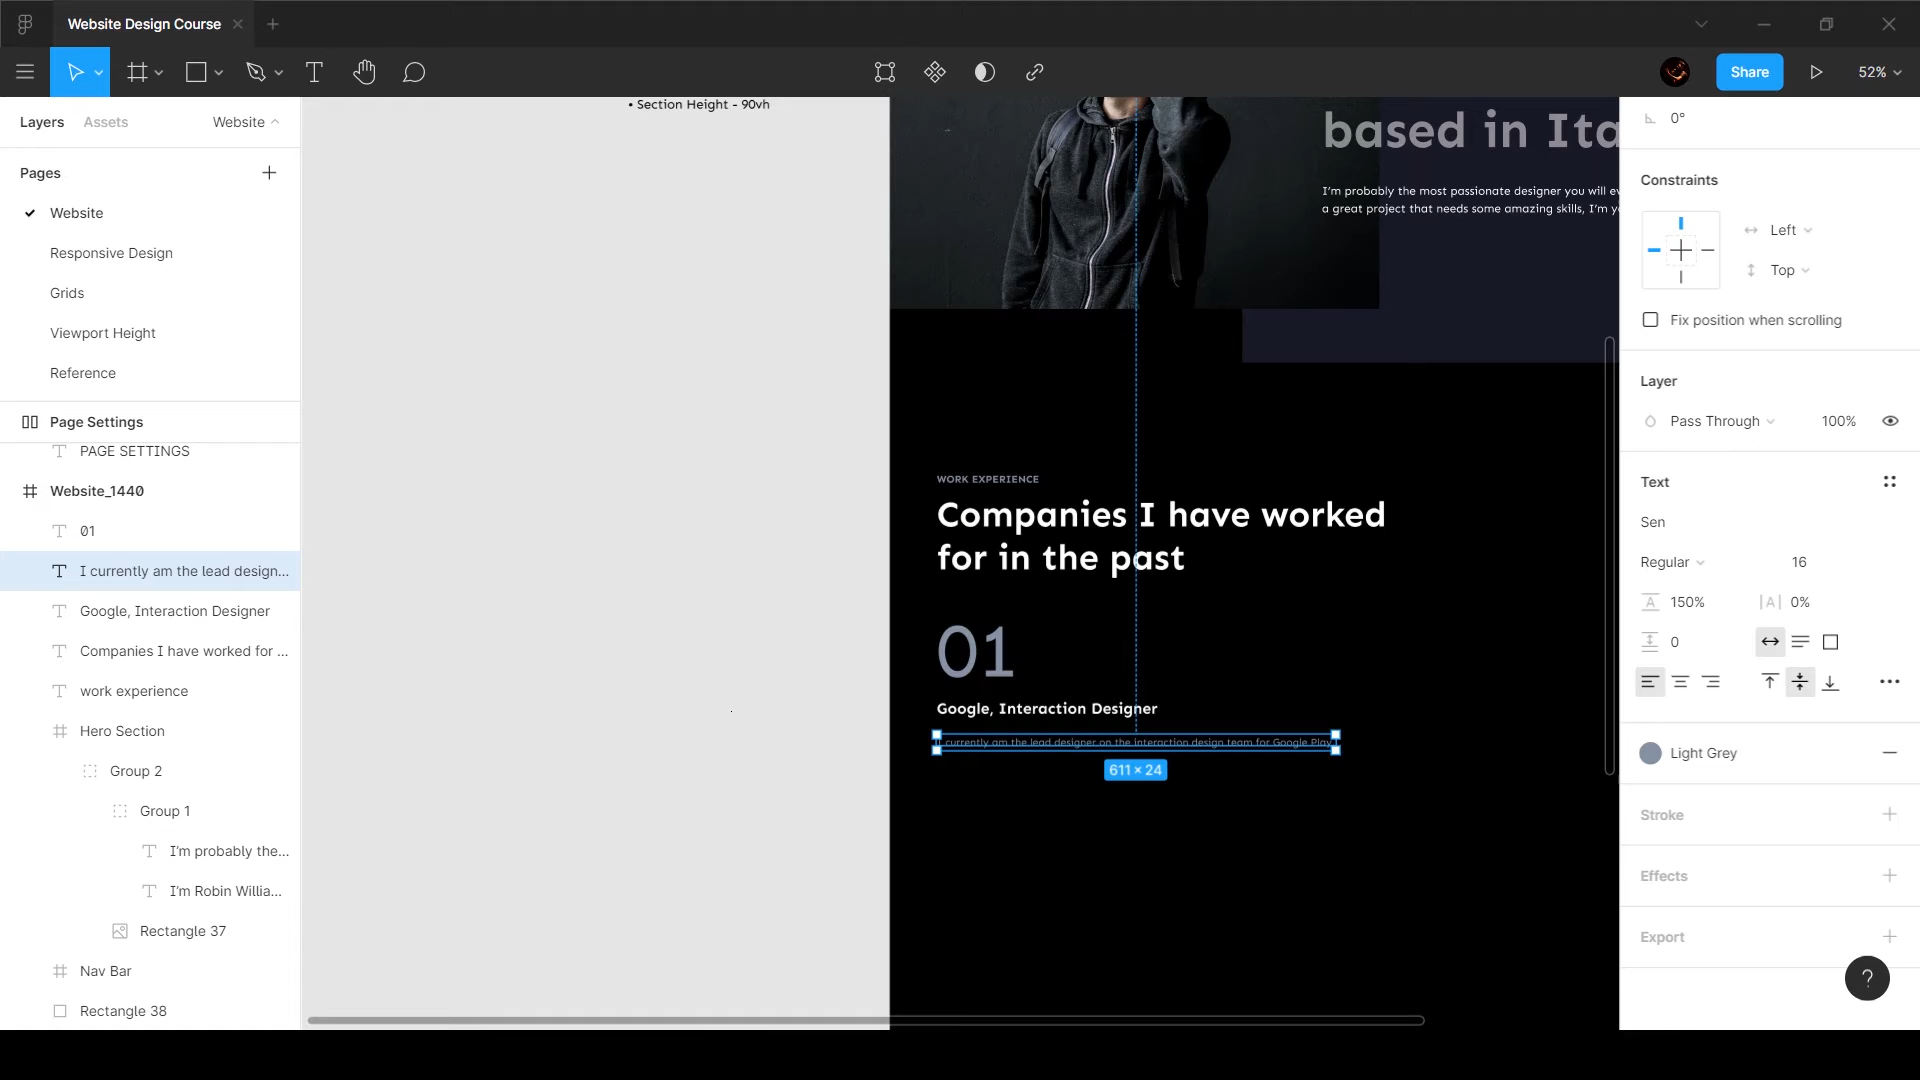 Website Design Course
Share
52%
Layers
Assets
Website
Pages
Website
Responsive Design
Grids
Viewport Height
Reference
Page Settings
PAGE SETTINGS
Website_1440
01
I currently am the lead design...
Google, Interaction Designer
Companies I have worked for ...
work experience
Hero Section
Group 2
Group 1
I'm probably the...
I'm Robin Willia...
Rectangle 37
Nav Bar
Rectangle 38
• Section Height - 90vh
based in Ita
I'm probably the most passionate designer you will ev
a great project that needs some amazing skills, I'm yo
WORK EXPERIENCE
Companies I have worked
for in the past
01
Google, Interaction Designer
I currently am the lead designer on the interaction design team for Google Play.
611 × 24
0°
Constraints
Left
Top
Fix position when scrolling
Layer
Pass Through
100%
Text
Sen
Regular
16
150%
0%
0
Light Grey
Stroke
Effects
Export
?